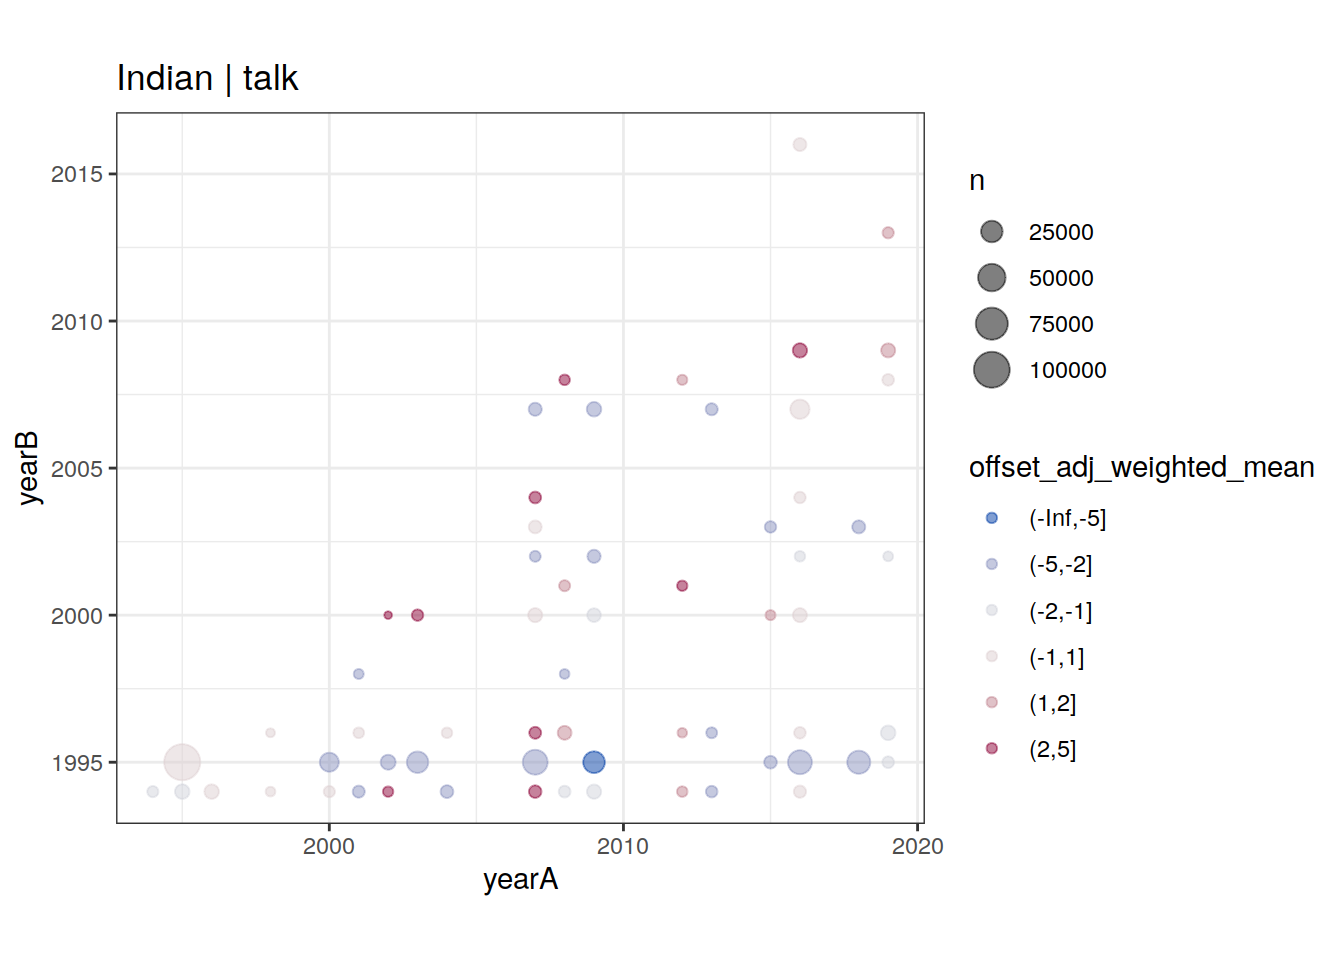 Indian | talk
2015
2010
2005
2000
1995
yearB
2000
2010
2020
yearA
n
25000
50000
75000
100000
offset_adj_weighted_mean
(-Inf,-5]
(-5,-2]
(-2,-1]
(-1,1]
(1,2]
(2,5]